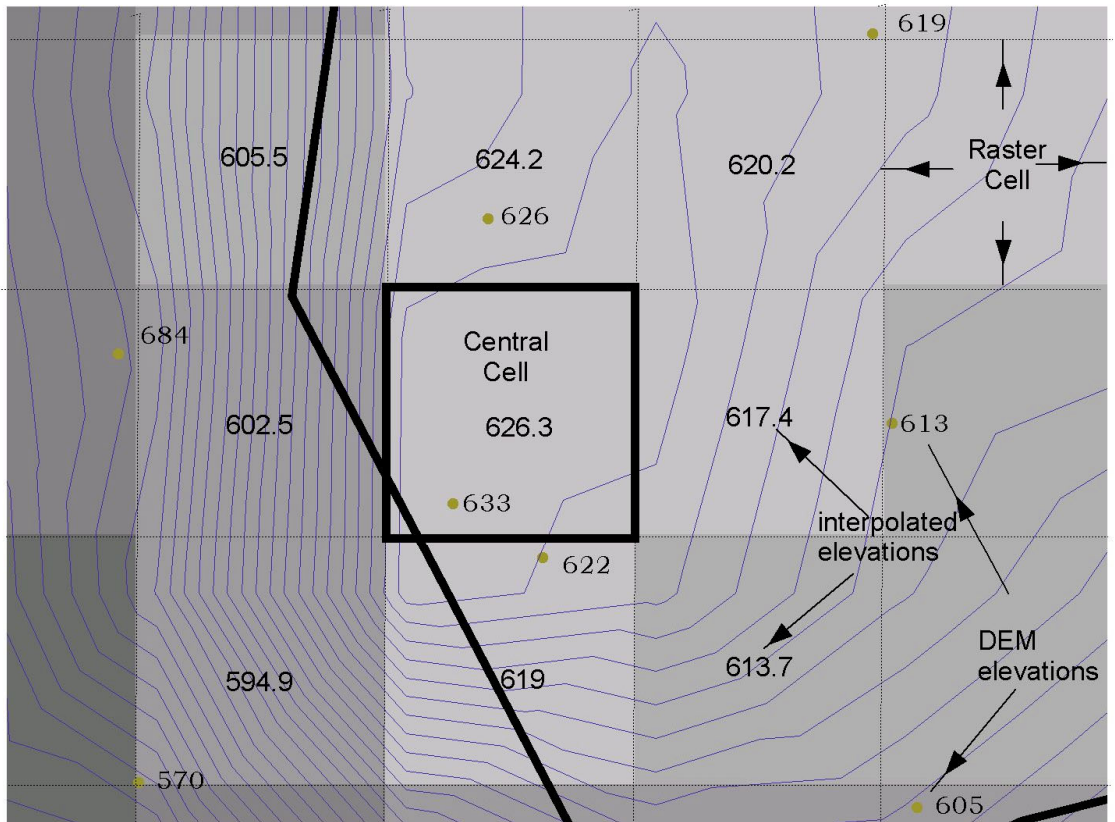 619
605.5
624.2
620.2
Raster
Cell
626
684
Central
Cell
602.5
626.3
617.4
613
633
interpolated
elevations
622
594.9
619
613.7
DEM
elevations
570
605